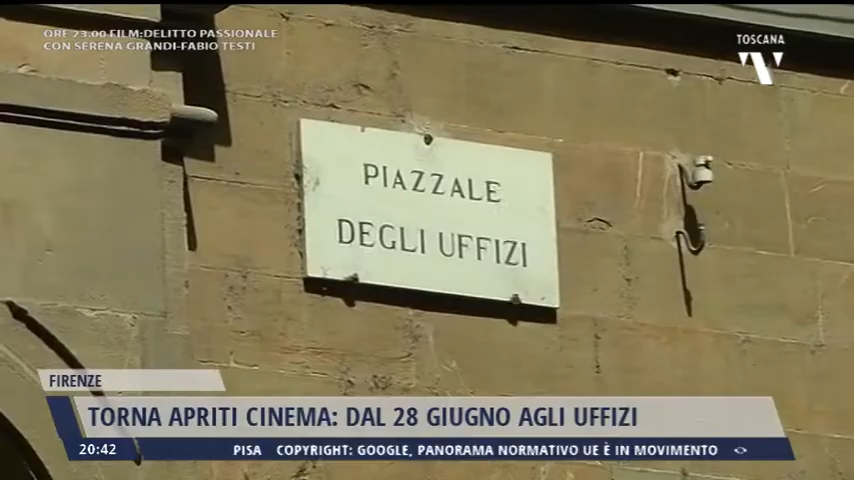 ORE 23.00 FILM:DELITTO PASSIONALE
CON SERENA GRANDI-FABIO TESTI
TOSCANA
PIAZZALE
DEGLI UFFIZI
FIRENZE
TORNA APRITI CINEMA: DAL 28 GIUGNO AGLI UFFIZI
20:42 PISA COPYRIGHT: GOOGLE, PANORAMA NORMATIVO UE È IN MOVIMENTO